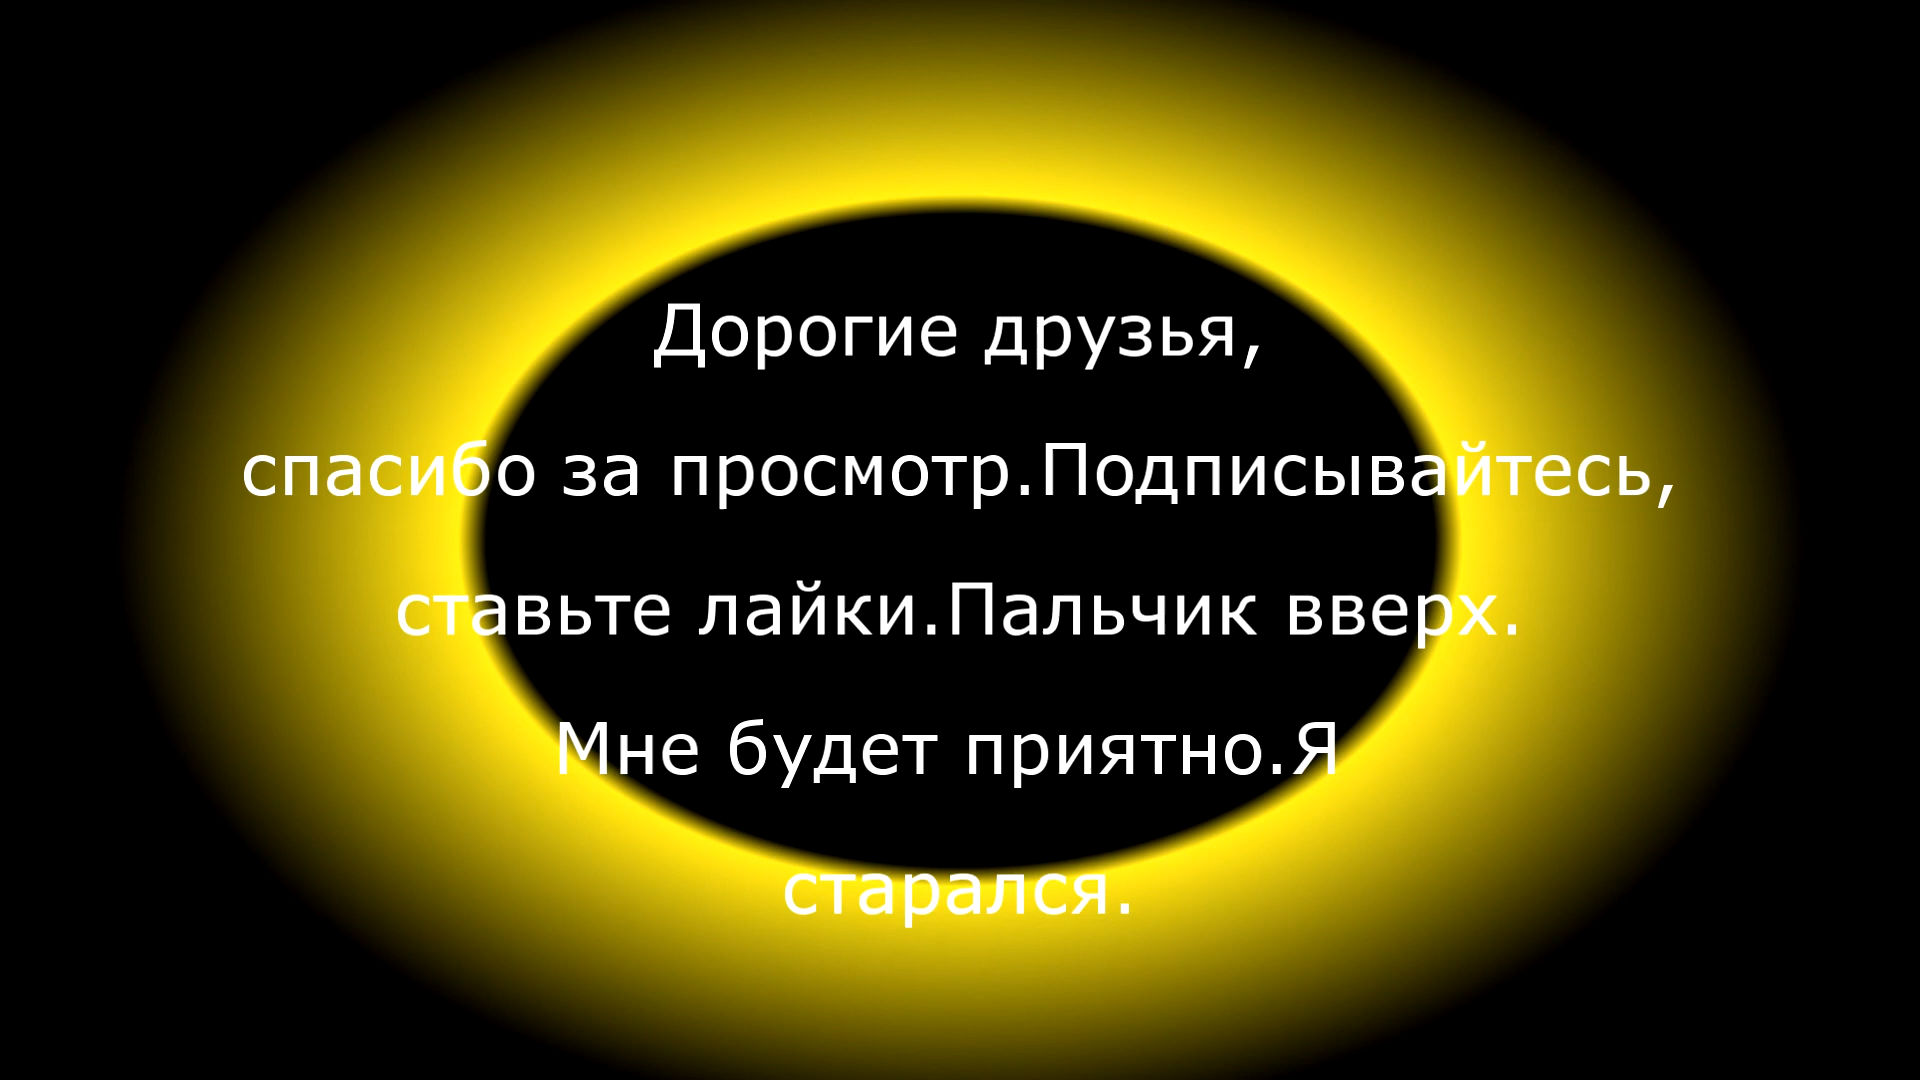 Дорогие друзья,
спасибо за просмотр.Подписывайтесь,
ставьте лайки.Пальчик вверх.
Мне будет приятно.Я
старался.